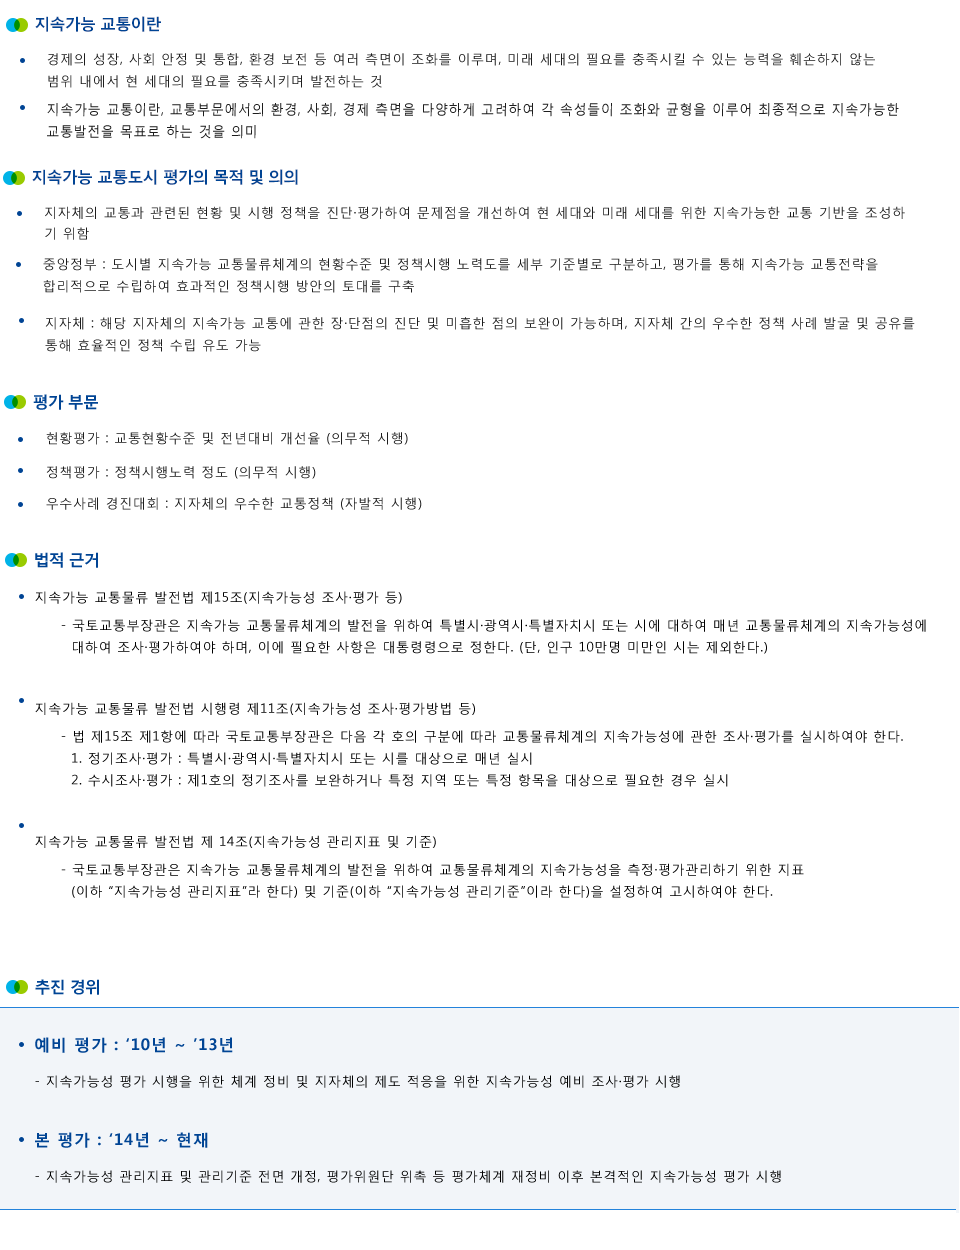 지속가능 교통이란
• 경제의 성장, 사회 안정 및 통합, 환경 보전 등 여러 측면이 조화를 이루며, 미래 세대의 필요를 충족시킬 수 있는 능력을 훼손하지 않는
범위 내에서 현 세대의 필요를 충족시키며 발전하는 것
• 지속가능 교통이란, 교통부문에서의 환경, 사회, 경제 측면을 다양하게 고려하여 각 속성들이 조화와 균형을 이루어 최종적으로 지속가능한
교통발전을 목표로 하는 것을 의미
지속가능 교통도시 평가의 목적 및 의의
• 지자체의 교통과 관련된 현황 및 시행 정책을 진단·평가하여 문제점을 개선하여 현 세대와 미래 세대를 위한 지속가능한 교통 기반을 조성하
기 위함
• 중앙정부 : 도시별 지속가능 교통물류체계의 현황수준 및 정책시행 노력도를 세부 기준별로 구분하고, 평가를 통해 지속가능 교통전략을
합리적으로 수립하여 효과적인 정책시행 방안의 토대를 구축
• 지자체 : 해당 지자체의 지속가능 교통에 관한 장·단점의 진단 및 미흡한 점의 보완이 가능하며, 지자체 간의 우수한 정책 사례 발굴 및 공유를
통해 효율적인 정책 수립 유도 가능
평가 부문
• 현황평가 : 교통현황수준 및 전년대비 개선율 (의무적 시행)
• 정책평가 : 정책시행노력 정도 (의무적 시행)
• 우수사례 경진대회 : 지자체의 우수한 교통정책 (자발적 시행)
법적 근거
• 지속가능 교통물류 발전법 제15조(지속가능성 조사·평가 등)
- 국토교통부장관은 지속가능 교통물류체계의 발전을 위하여 특별시·광역시·특별자치시 또는 시에 대하여 매년 교통물류체계의 지속가능성에
대하여 조사·평가하여야 하며, 이에 필요한 사항은 대통령령으로 정한다. (단, 인구 10만명 미만인 시는 제외한다.)
• 지속가능 교통물류 발전법 시행령 제11조(지속가능성 조사·평가방법 등)
- 법 제15조 제1항에 따라 국토교통부장관은 다음 각 호의 구분에 따라 교통물류체계의 지속가능성에 관한 조사·평가를 실시하여야 한다.
1. 정기조사·평가 : 특별시·광역시·특별자치시 또는 시를 대상으로 매년 실시
2. 수시조사·평가 : 제1호의 정기조사를 보완하거나 특정 지역 또는 특정 항목을 대상으로 필요한 경우 실시
• 지속가능 교통물류 발전법 제 14조(지속가능성 관리지표 및 기준)
- 국토교통부장관은 지속가능 교통물류체계의 발전을 위하여 교통물류체계의 지속가능성을 측정·평가관리하기 위한 지표
(이하 “지속가능성 관리지표”라 한다) 및 기준(이하 “지속가능성 관리기준”이라 한다)을 설정하여 고시하여야 한다.
추진 경위
• 예비 평가 : ‘10년 ~ ’13년
- 지속가능성 평가 시행을 위한 체계 정비 및 지자체의 제도 적응을 위한 지속가능성 예비 조사·평가 시행
• 본 평가 : ‘14년 ~ 현재
- 지속가능성 관리지표 및 관리기준 전면 개정, 평가위원단 위촉 등 평가체계 재정비 이후 본격적인 지속가능성 평가 시행